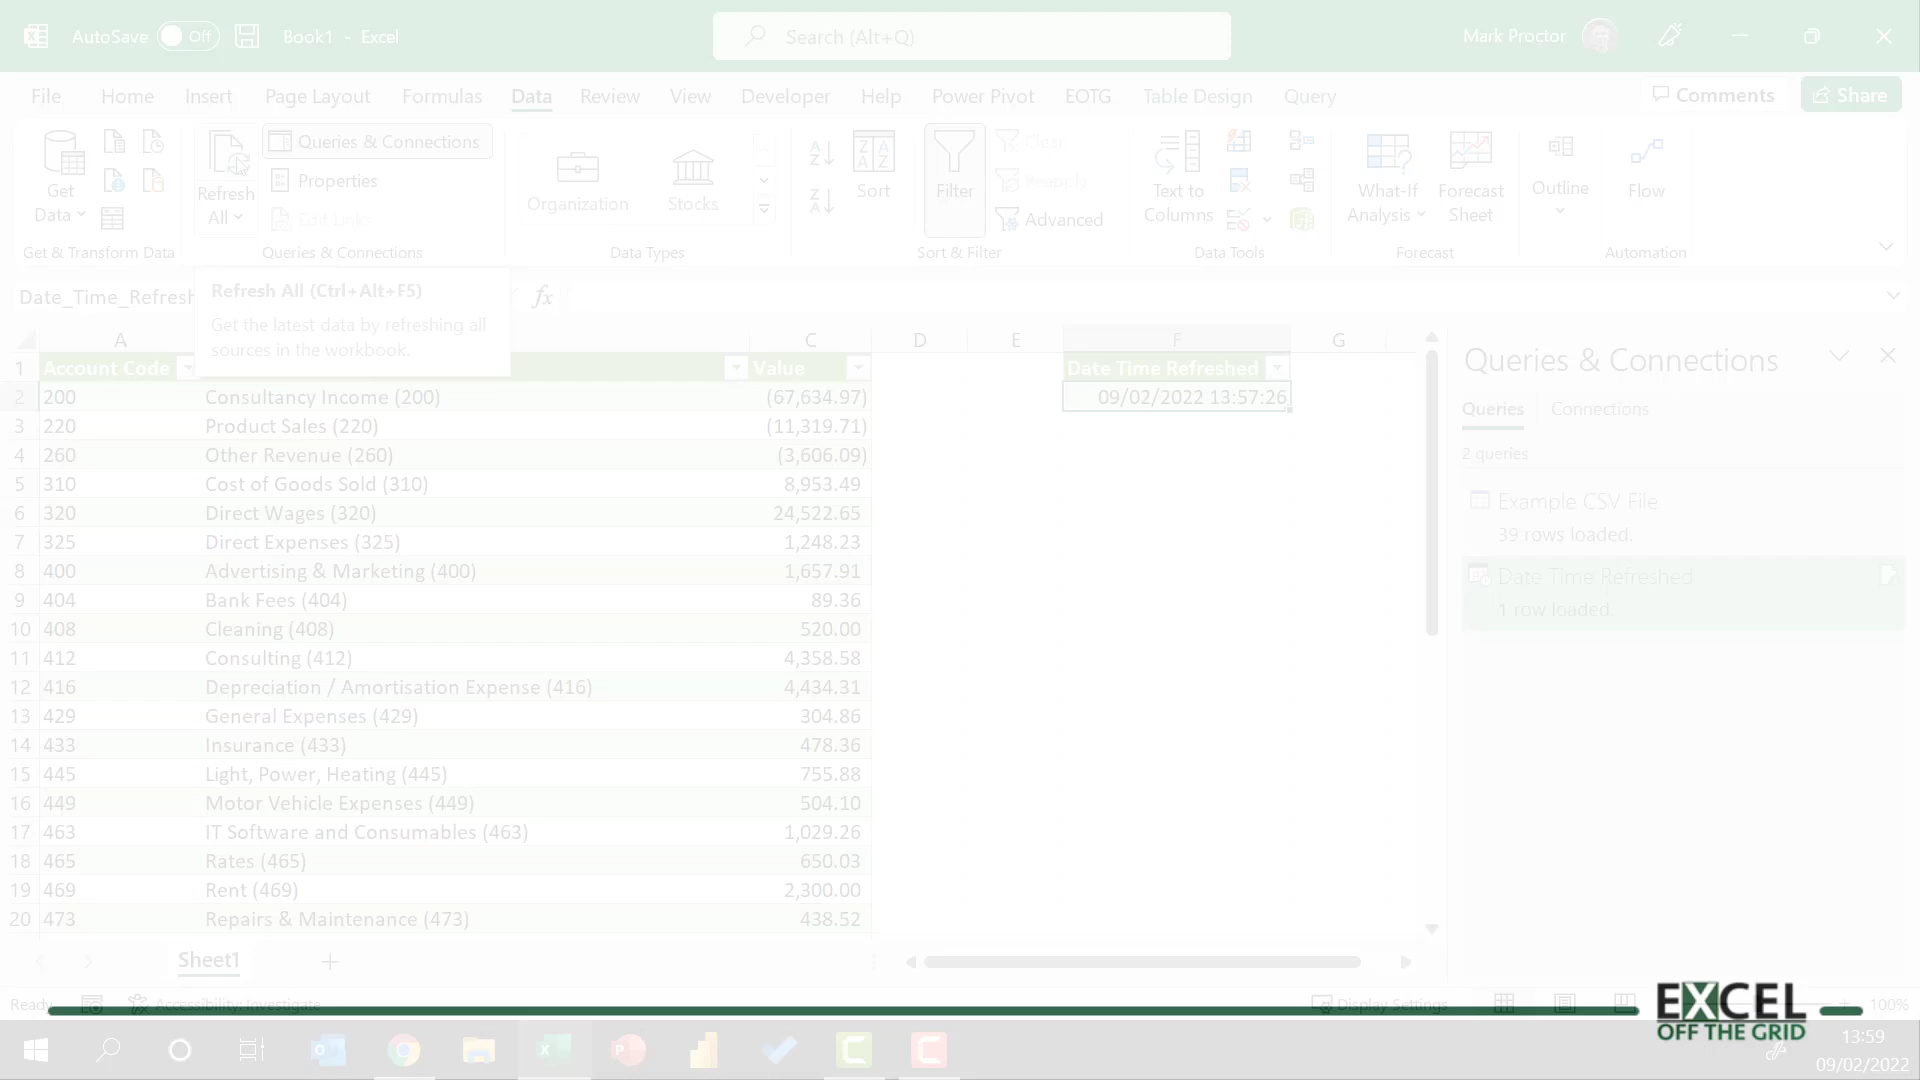 AutoSave Off Book1 - Excel
Search (Alt+Q)
Mark Proctor
File Home Insert Page Layout Formulas Data Review View Developer Help Power Pivot EOTG Table Design Query
Comments Share
Get Data
Refresh All
Queries & Connections
Properties
Edit Links
Organization Stocks
Sort
Filter
Clear
Reapply
Advanced
Text to Columns
What-If Analysis
Forecast Sheet
Outline
Flow
Get & Transform Data Queries & Connections Data Types Sort & Filter Data Tools Forecast Automation
Date_Time_Refresh
fx
Refresh All (Ctrl+Alt+F5)
Get the latest data by refreshing all
sources in the workbook.
A C D E F G
1 Account Code Value Date Time Refreshed
2 200 Consultancy Income (200) (67,634.97) 09/02/2022 13:57:26
3 220 Product Sales (220) (11,319.71)
4 260 Other Revenue (260) (3,606.09)
5 310 Cost of Goods Sold (310) 8,953.49
6 320 Direct Wages (320) 24,522.65
7 325 Direct Expenses (325) 1,248.23
8 400 Advertising & Marketing (400) 1,657.91
9 404 Bank Fees (404) 89.36
10 408 Cleaning (408) 520.00
11 412 Consulting (412) 4,358.58
12 416 Depreciation / Amortisation Expense (416) 4,434.31
13 429 General Expenses (429) 304.86
14 433 Insurance (433) 478.36
15 445 Light, Power, Heating (445) 755.88
16 449 Motor Vehicle Expenses (449) 504.10
17 463 IT Software and Consumables (463) 1,029.26
18 465 Rates (465) 650.03
19 469 Rent (469) 2,300.00
20 473 Repairs & Maintenance (473) 438.52
Queries & Connections
Queries Connections
2 queries
Example CSV File
39 rows loaded.
Date Time Refreshed
1 row loaded.
Sheet1
Ready Accessibility: Investigate Display Settings 100%
EXCEL
OFF THE GRID
13:59
09/02/2022